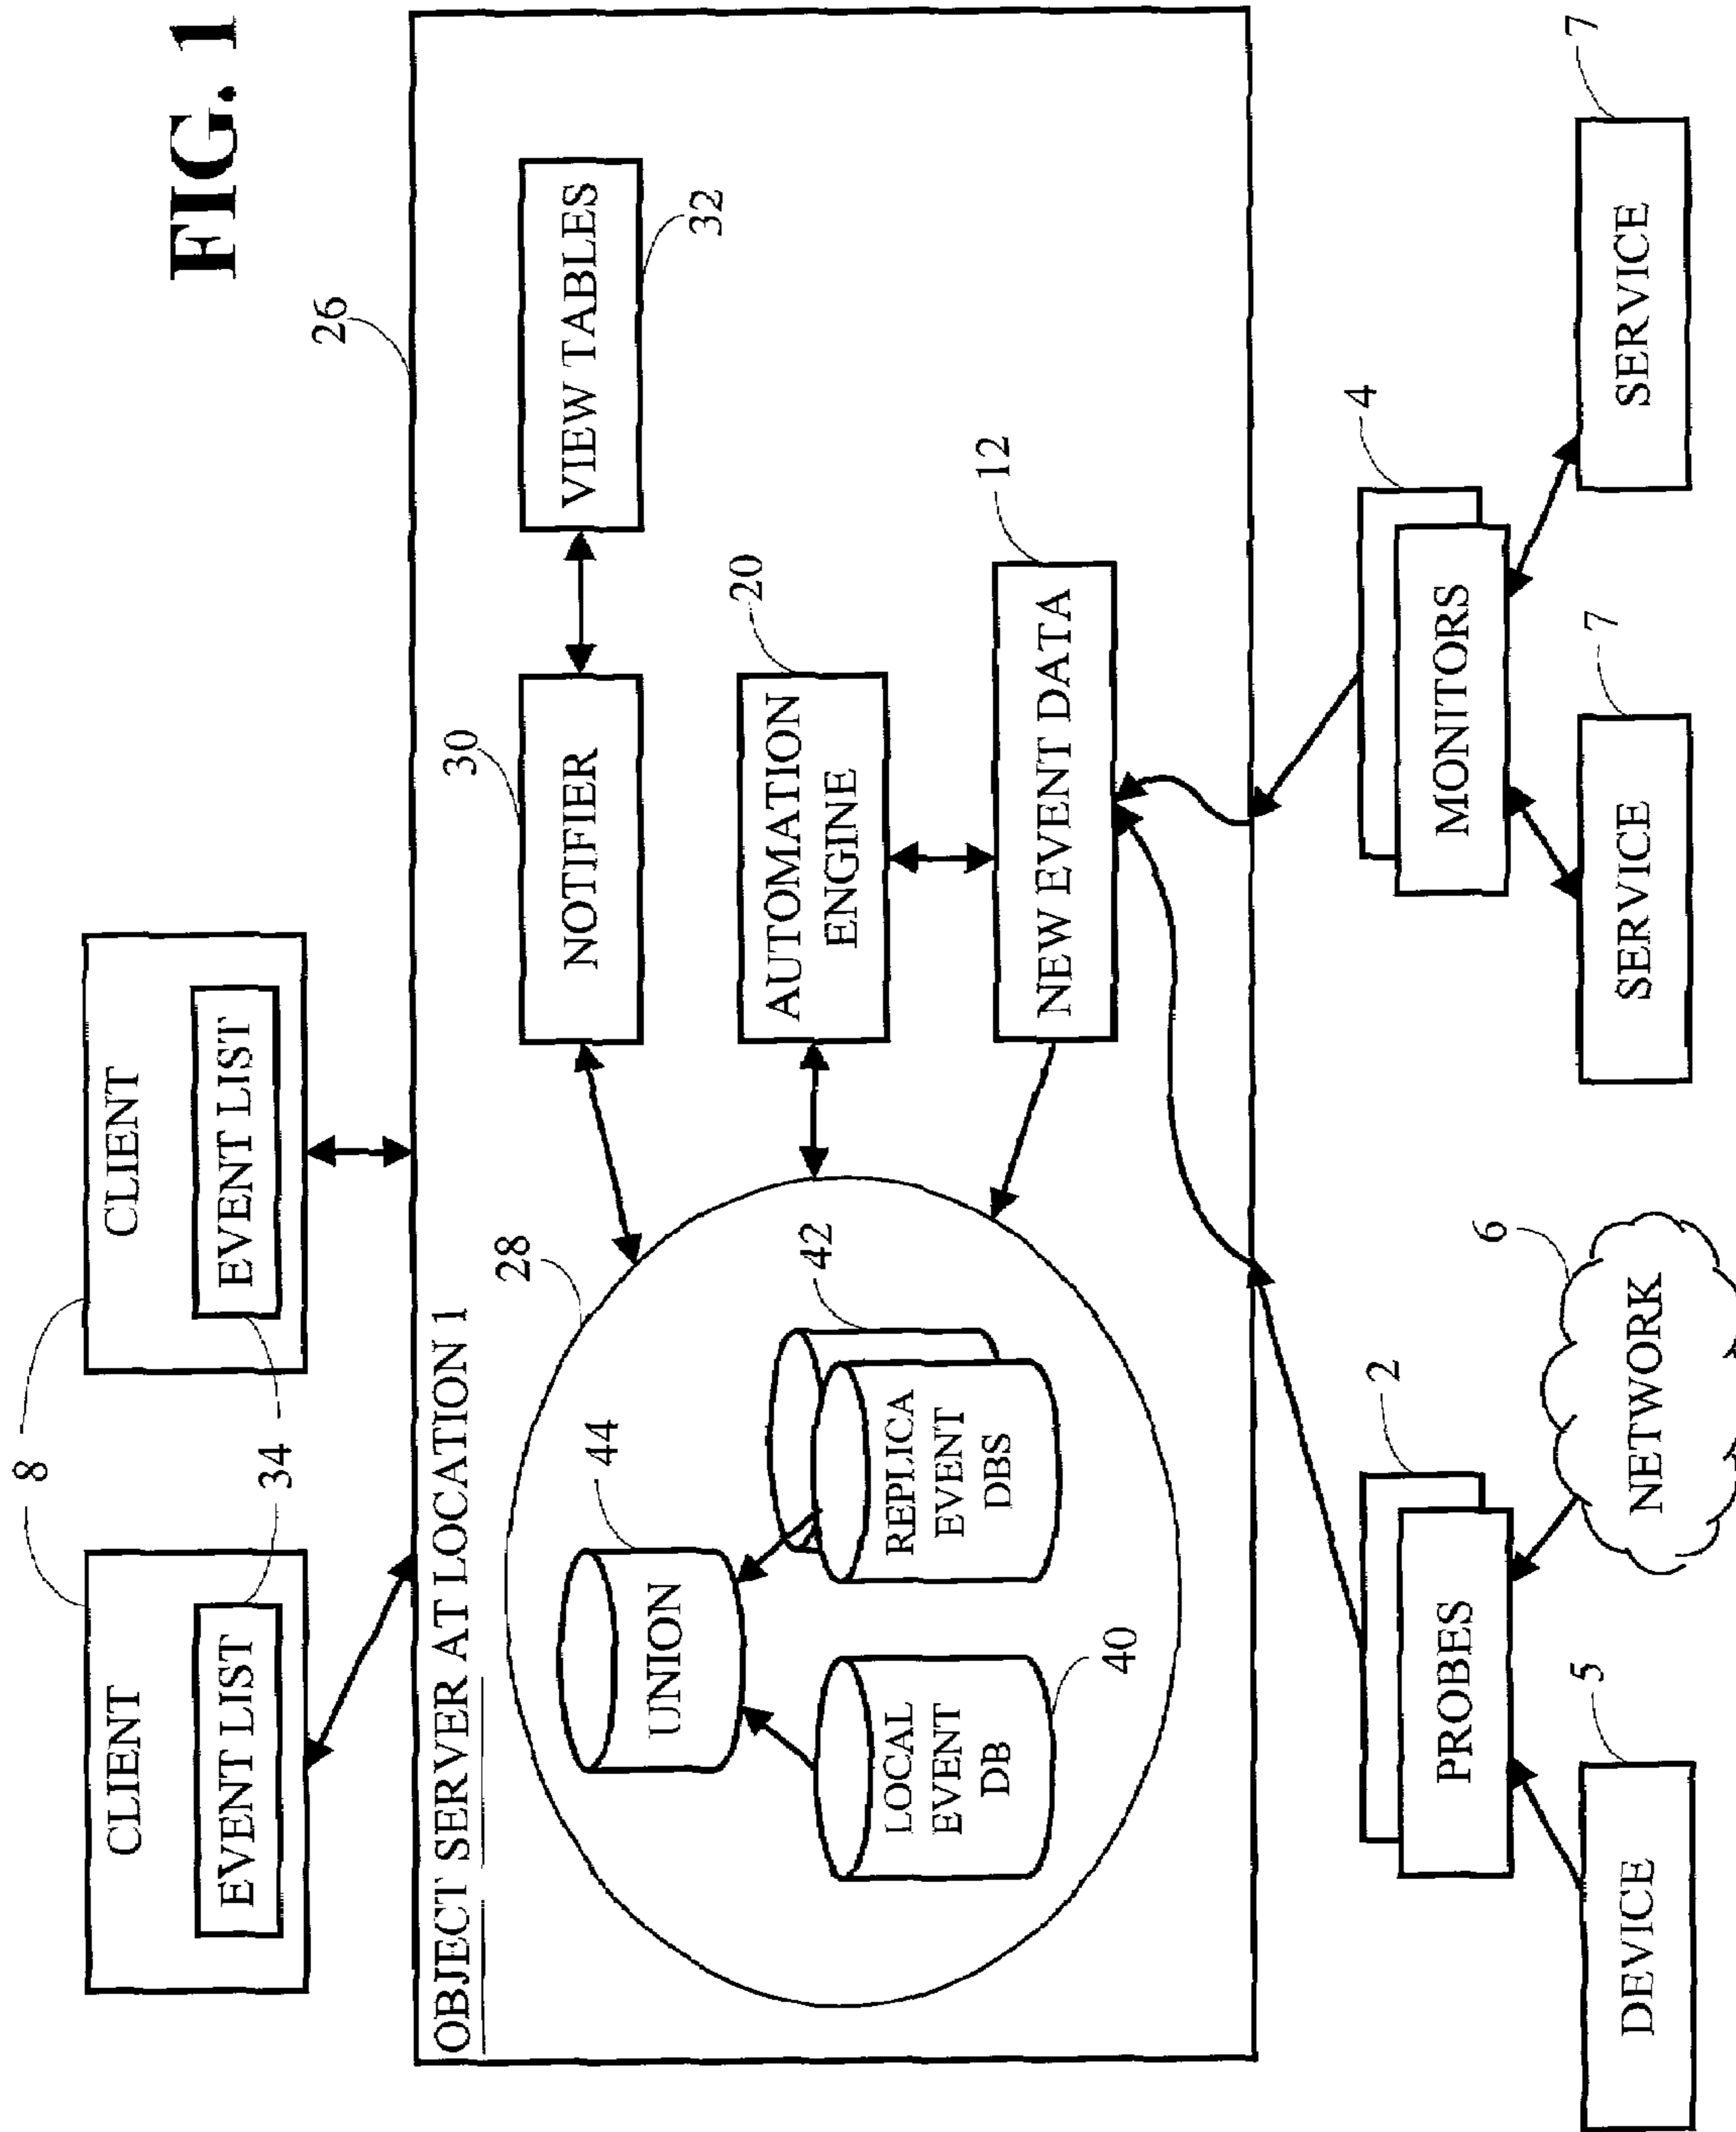 FIG. 1
8
CLIENT
EVENT LIST
34
CLIENT
EVENT LIST
26
OBJECT SERVER AT LOCATION 1
28
44
UNION
LOCAL
EVENT
DB
40
REPLICA
EVENT
DBS
42
30
NOTIFIER
VIEW TABLES
32
20
AUTOMATION
ENGINE
12
NEW EVENT DATA
2
PROBES
6
NETWORK
5
DEVICE
4
MONITORS
7
SERVICE
7
SERVICE